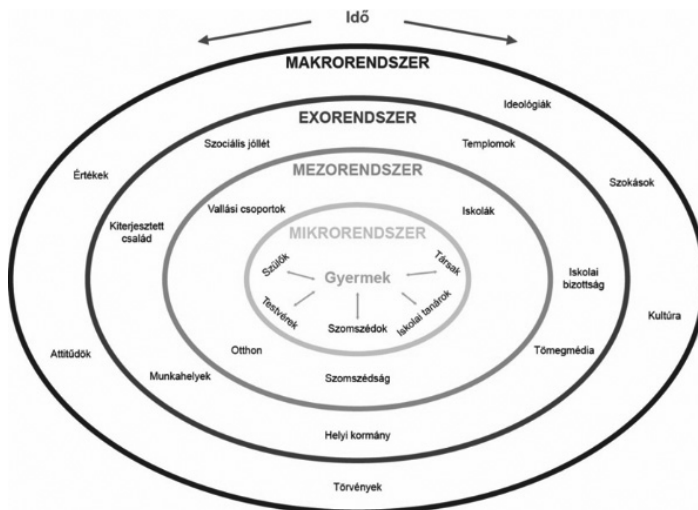 Idő
MAKRORENDSZER
Ideológiák
EXORENDSZER
Szociális jóllét
Templomok
MEZORENDSZER
Értékek
Szokások
Vallási csoportok
Iskolák
Kiterjesztett
család
MIKRORENDSZER
Szülők
Társak
Gyermek
Iskolai
bizottság
Testvérek
Szomszédok
Iskolai tanárok
Kultúra
Attitűdök
Otthon
Tömegmédia
Munkahelyek
Szomszédság
Helyi kormány
Törvények